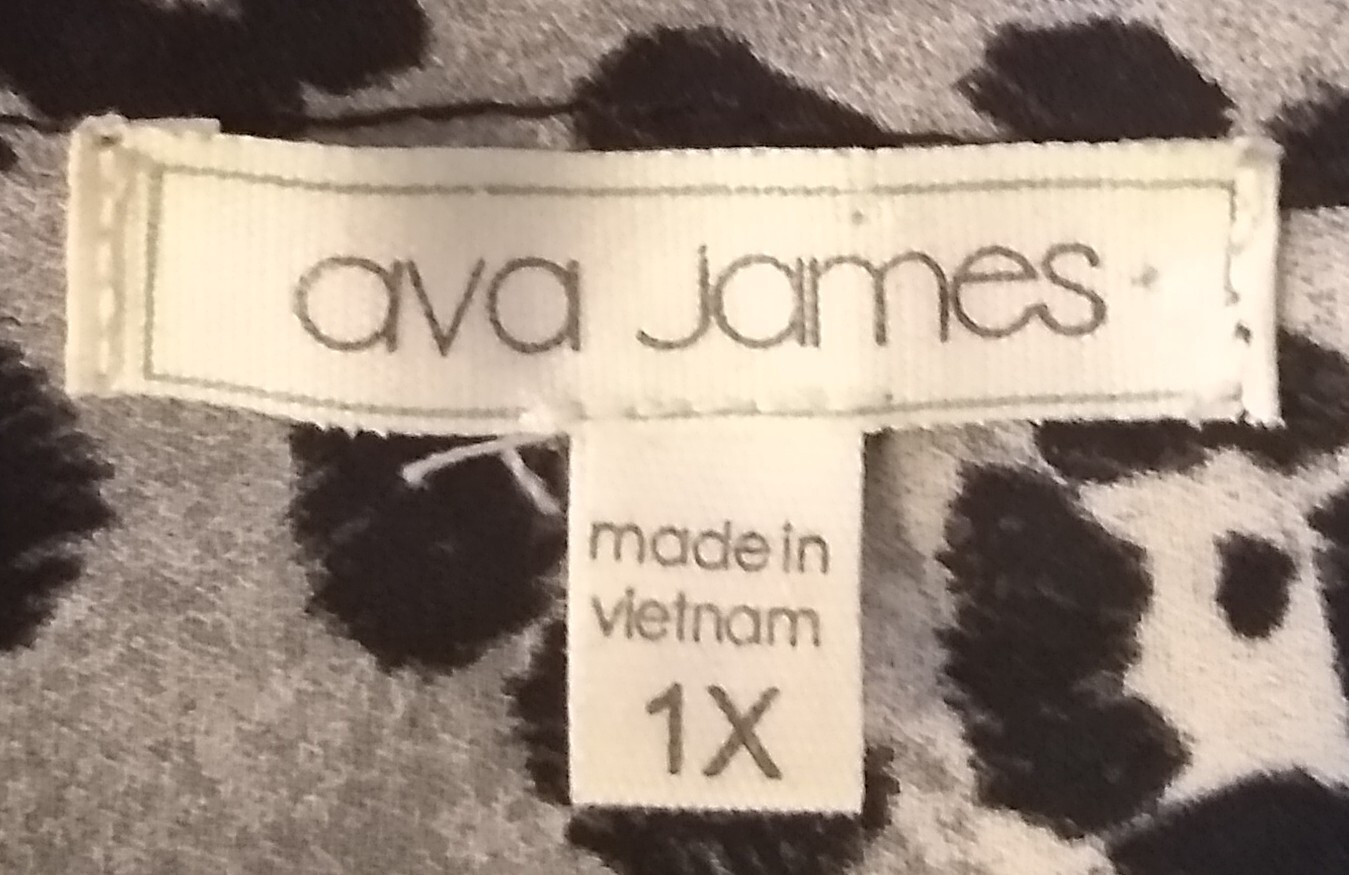 ava james
made in
vietnam
1X